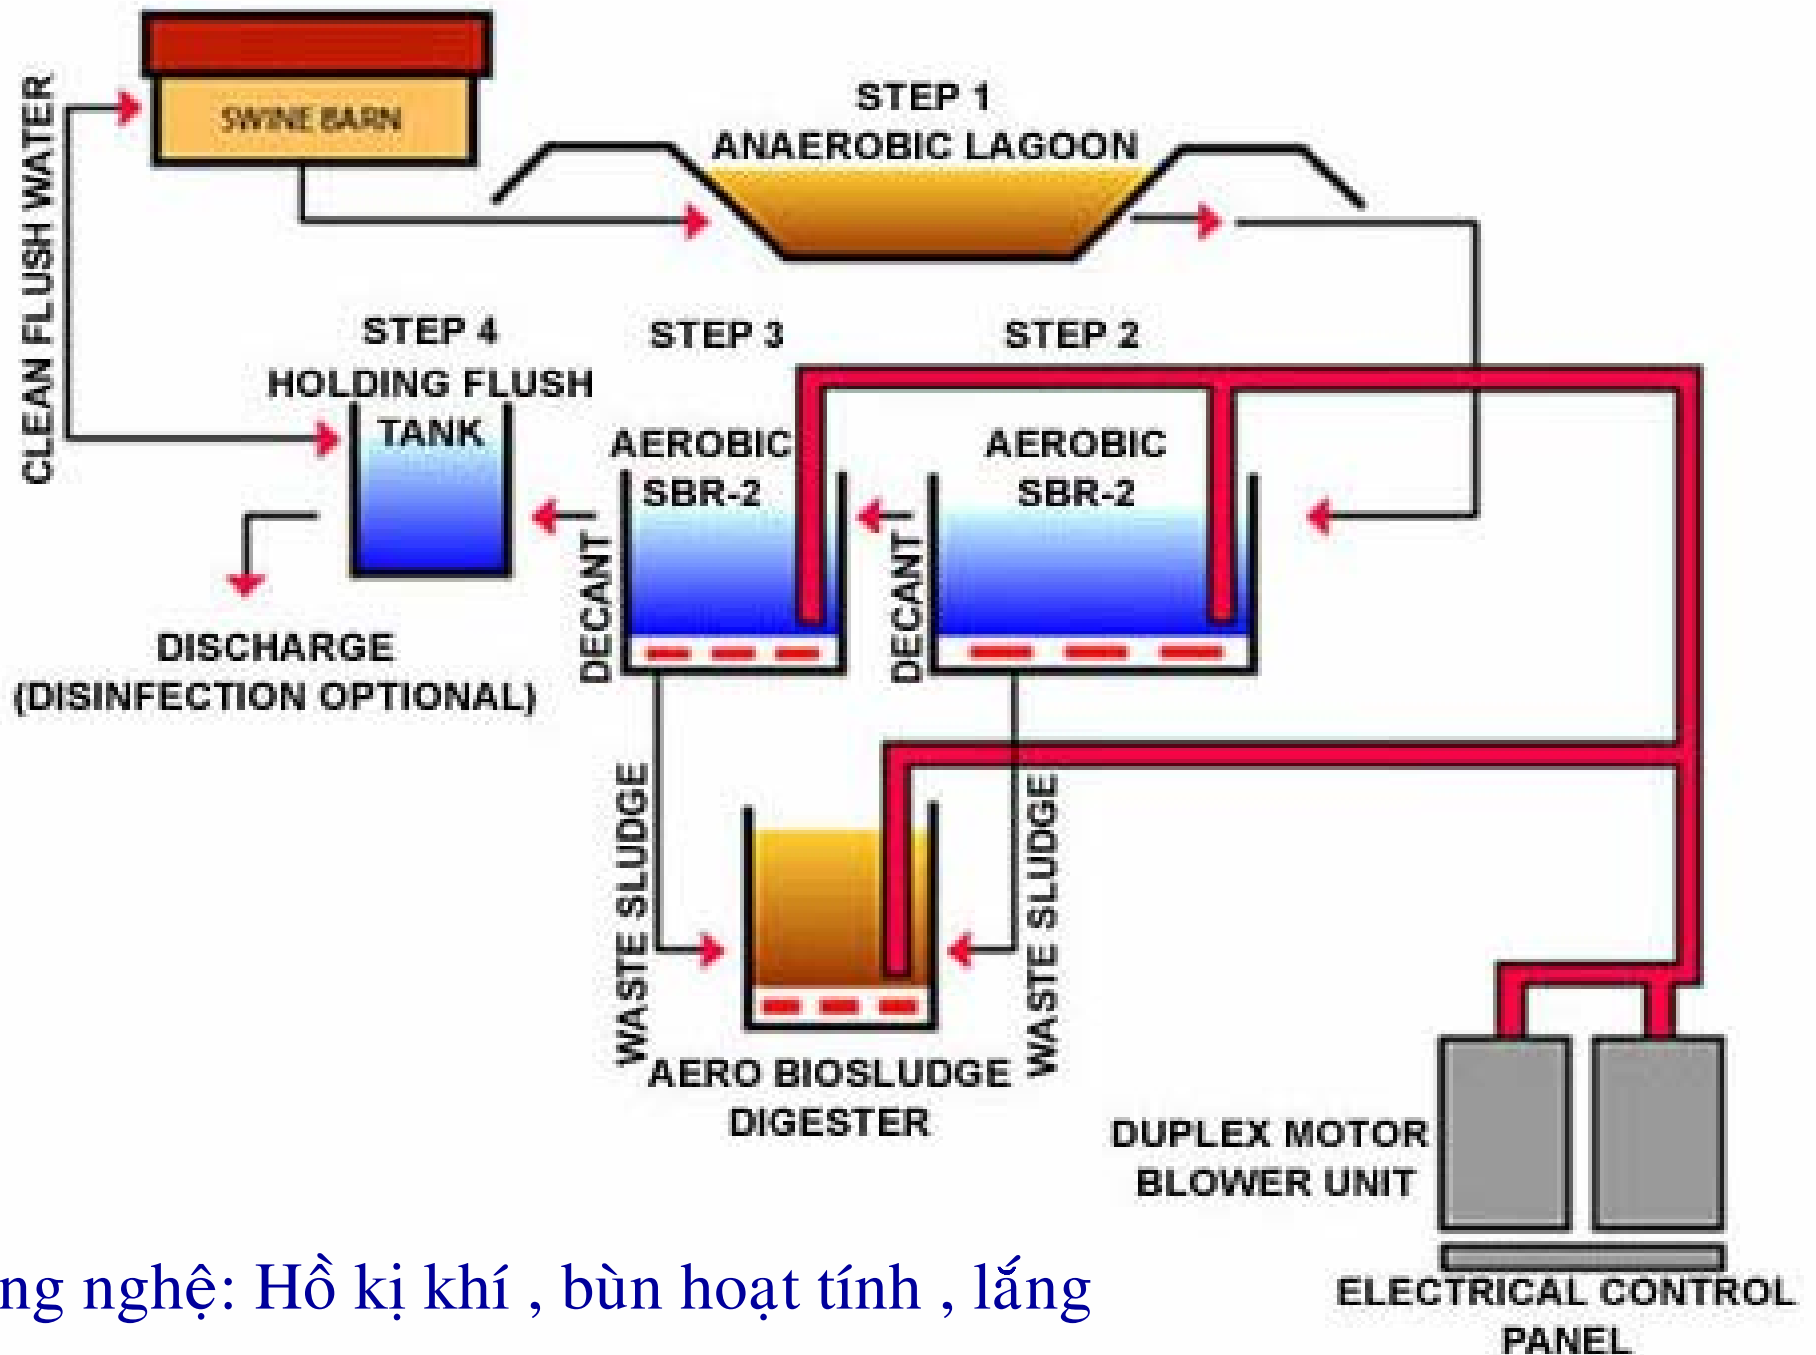 CLEAN FLUSH WATER
SWINE BARN
STEP 1
ANAEROBIC LAGOON
STEP 4
HOLDING FLUSH
TANK
STEP 3
AEROBIC
SBR-2
STEP 2
AEROBIC
SBR-2
DECANT
DECANT
DISCHARGE
(DISINFECTION OPTIONAL)
WASTE SLUDGE
WASTE SLUDGE
AERO BIOSLUDGE
DIGESTER
DUPLEX MOTOR
BLOWER UNIT
ELECTRICAL CONTROL
PANEL
nghệ: Hồ kị khí , bùn hoạt tính , lắng